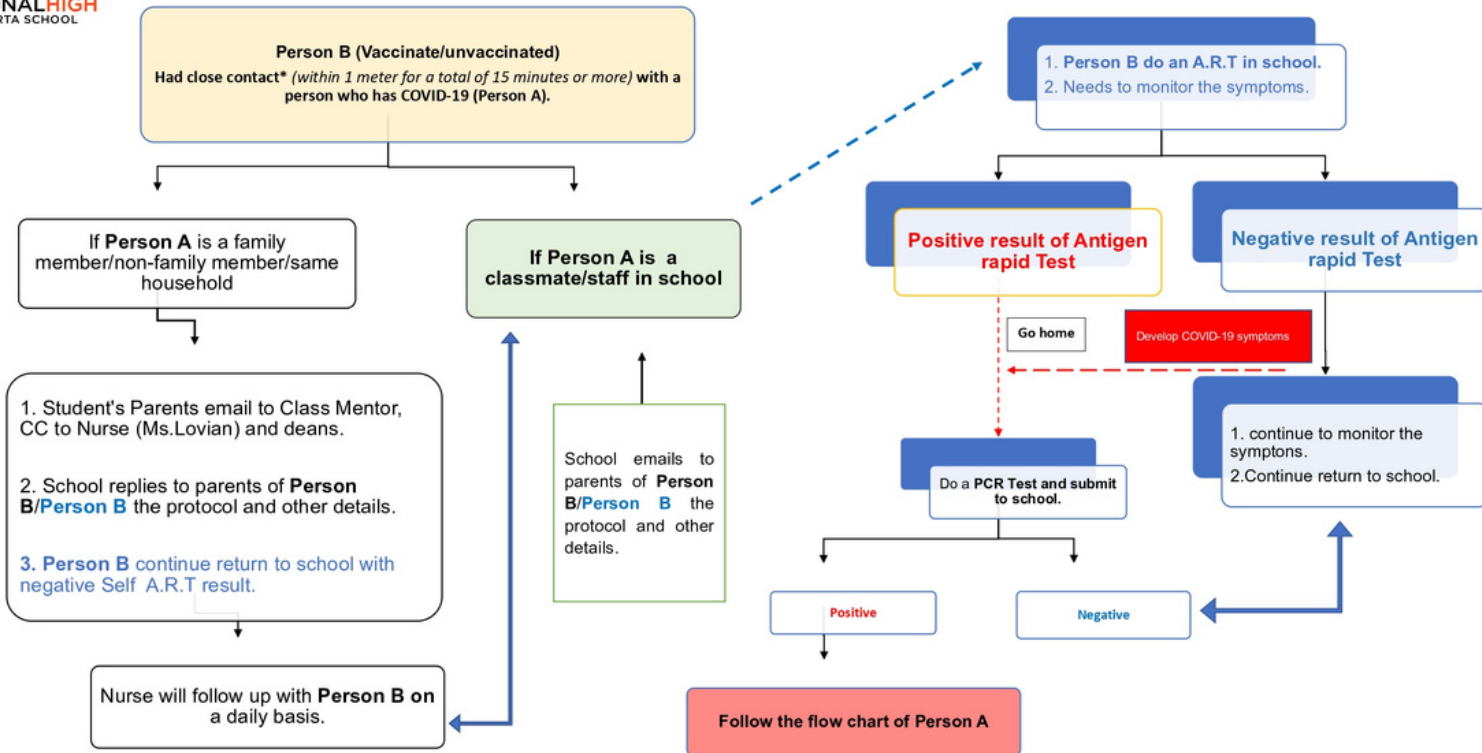 HIGH
RTA SCHOOL
Person B (Vaccinate/unvaccinated)
Had close contact* (within 1 meter for a total of 15 minutes or more) with a
person who has COVID-19 (Person A).
If Person A is a family
member/non-family member/same
household
If Person A is a
classmate/staff in school
1. Student's Parents email to Class Mentor,
CC to Nurse (Ms.Lovian) and deans.
2. School replies to parents of Person
B/Person B the protocol and other details.
3. Person B continue return to school with
negative Self A.R.T result.
Nurse will follow up with Person B on
a daily basis.
School emails to
parents of Person
B/Person B the
protocol and other
details.
1. Person B do an A.R.T in school.
2. Needs to monitor the symptoms.
Positive result of Antigen
rapid Test
Negative result of Antigen
rapid Test
Go home
Develop COVID-19 symptoms
1. continue to monitor the
symptons.
2.Continue return to school.
Do a PCR Test and submit
to school.
Positive
Negative
Follow the flow chart of Person A